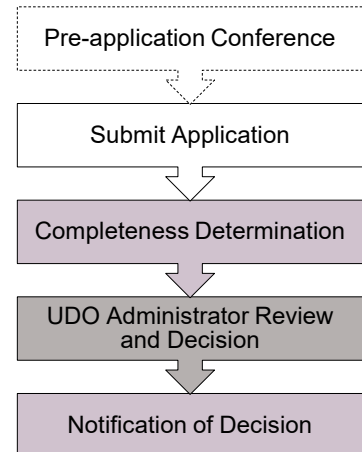 Pre-application Conference
Submit Application
Completeness Determination
UDO Administrator Review
and Decision
Notification of Decision